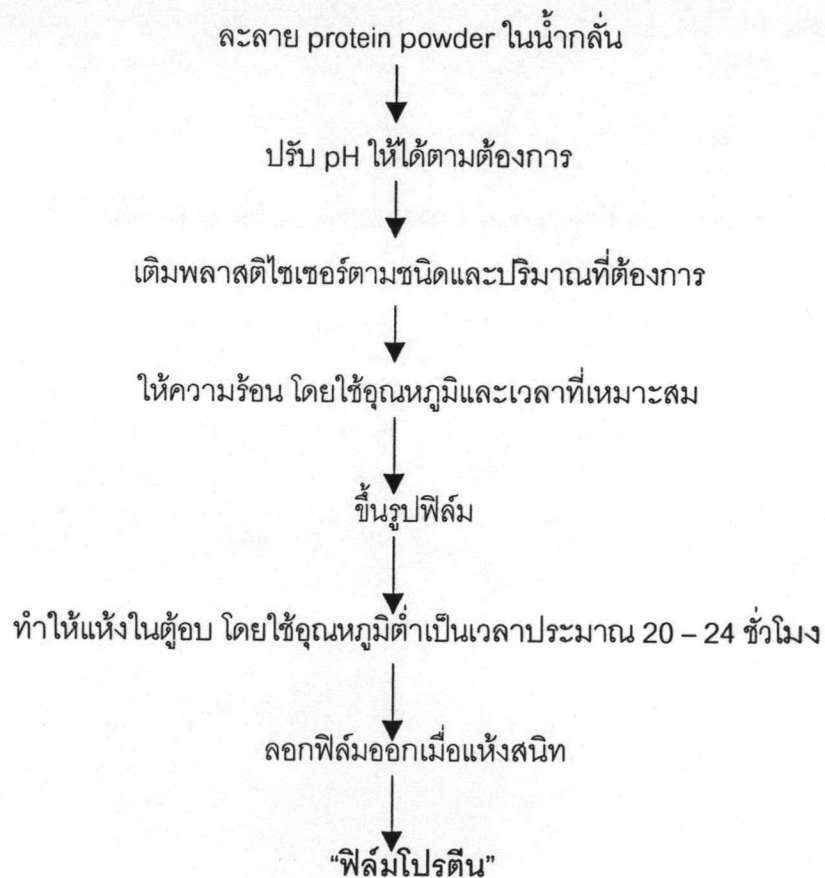 ละลาย protein powder ในน้ำกลั่น
ปรับ pH ให้ได้ตามต้องการ
เติมพลาสติไซเซอร์ตามชนิดและปริมาณที่ต้องการ
ให้ความร้อน โดยใช้อุณหภูมิและเวลาที่เหมาะสม
ขึ้นรูปฟิล์ม
ทำให้แห้งในตู้อบ โดยใช้อุณหภูมิต่ำเป็นเวลาประมาณ 20 – 24 ชั่วโมง
ลอกฟิล์มออกเมื่อแห้งสนิท
“ฟิล์มโปรตีน”